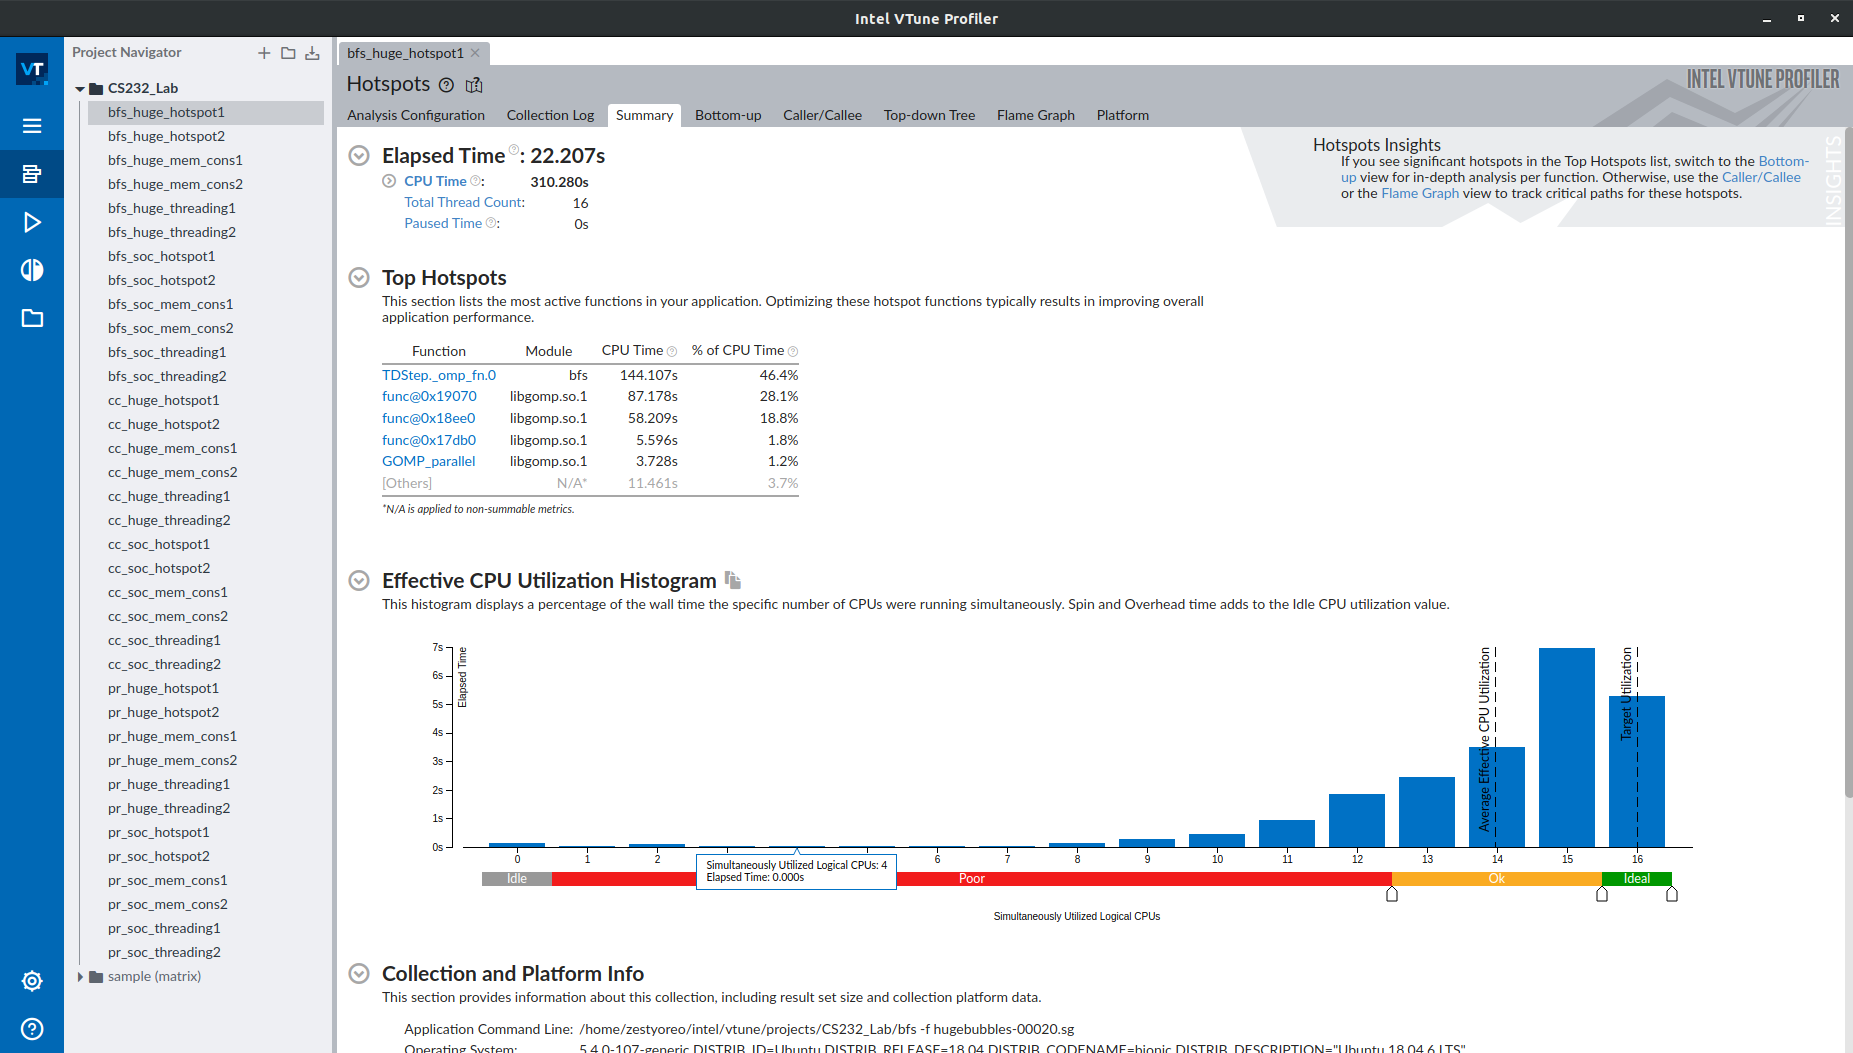 Intel VTune Profiler
VT
Project Navigator
CS232_Lab
bfs_huge_hotspot1
bfs_huge_hotspot2
bfs_huge_mem_cons1
bfs_huge_mem_cons2
bfs_huge_threading1
bfs_huge_threading2
bfs_soc_hotspot1
bfs_soc_hotspot2
bfs_soc_mem_cons1
bfs_soc_mem_cons2
bfs_soc_threading1
bfs_soc_threading2
cc_huge_hotspot1
cc_huge_hotspot2
cc_huge_mem_cons1
cc_huge_mem_cons2
cc_huge_threading1
cc_huge_threading2
cc_soc_hotspot1
cc_soc_hotspot2
cc_soc_mem_cons1
cc_soc_mem_cons2
cc_soc_threading1
cc_soc_threading2
pr_huge_hotspot1
pr_huge_hotspot2
pr_huge_mem_cons1
pr_huge_mem_cons2
pr_huge_threading1
pr_huge_threading2
pr_soc_hotspot1
pr_soc_hotspot2
pr_soc_mem_cons1
pr_soc_mem_cons2
pr_soc_threading1
pr_soc_threading2
sample (matrix)
bfs_huge_hotspot1
Hotspots
INTEL VTUNE PROFILER
Analysis Configuration Collection Log Summary Bottom-up Caller/Callee Top-down Tree Flame Graph Platform
Elapsed Time : 22.207s
CPU Time : 310.280s
Total Thread Count: 16
Paused Time : 0s
Hotspots Insights
If you see significant hotspots in the Top Hotspots list, switch to the Bottom-
up view for in-depth analysis per function. Otherwise, use the Caller/Callee
or the Flame Graph view to track critical paths for these hotspots.
INSIGHTS
Top Hotspots
This section lists the most active functions in your application. Optimizing these hotspot functions typically results in improving overall
application performance.
Function Module CPU Time % of CPU Time
TDStep._omp_fn.0 bfs 144.107s 46.4%
func@0x19070 libgomp.so.1 87.178s 28.1%
func@0x18ee0 libgomp.so.1 58.209s 18.8%
func@0x17db0 libgomp.so.1 5.596s 1.8%
GOMP_parallel libgomp.so.1 3.728s 1.2%
[Others] N/A* 11.461s 3.7%
*N/A is applied to non-summable metrics.
Effective CPU Utilization Histogram
This histogram displays a percentage of the wall time the specific number of CPUs were running simultaneously. Spin and Overhead time adds to the Idle CPU utilization value.
7s
6s
5s
4s
3s
2s
1s
0s
Elapsed Time
Average Effective CPU Utilization
Target Utilization
0 1 2 6 7 8 9 10 11 12 13 14 15 16
Simultaneously Utilized Logical CPUs: 4
Elapsed Time: 0.000s
Idle Poor Ok Ideal
Simultaneously Utilized Logical CPUs
Collection and Platform Info
This section provides information about this collection, including result set size and collection platform data.
Application Command Line: /home/zestyoreo/intel/vtune/projects/CS232_Lab/bfs -f hugebubbles-00020.sg
Operating System: 5.4.0-107-generic DISTRIB_ID=Ubuntu DISTRIB_RELEASE=18.04 DISTRIB_CODENAME=bionic DISTRIB_DESCRIPTION="Ubuntu 18.04.6 LTS"